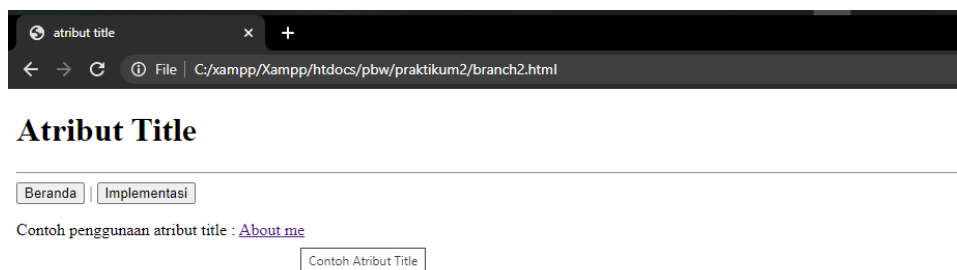 atribut title
File | C:/xampp/Xampp/htdocs/pbw/praktikum2/branch2.html
Atribut Title
Beranda | Implementasi
Contoh penggunaan atribut title : About me
Contoh Atribut Title